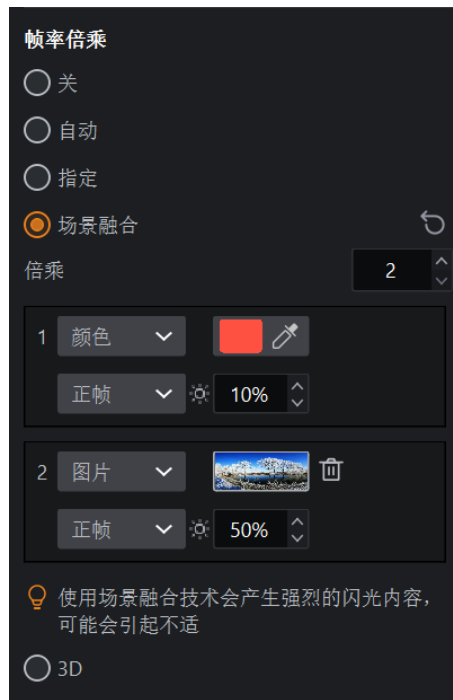 帧率倍乘
关
自动
指定
场景融合
倍乘 2
1 颜色
正帧 10%
2 图片
正帧 50%
使用场景融合技术会产生强烈的闪光内容，
可能会引起不适
3D